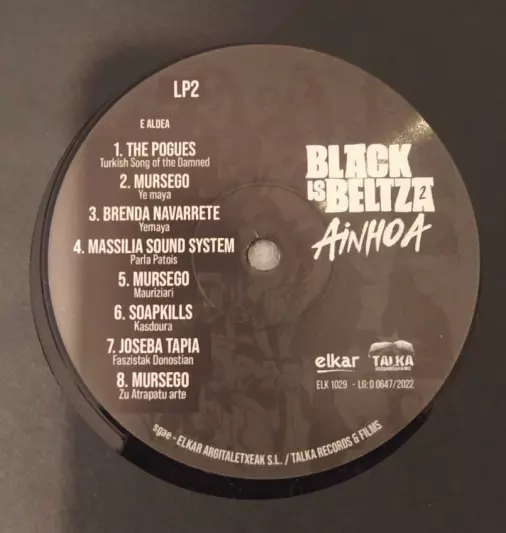 LP2
E ALDEA
1. THE POGUES
Turkish Song of the Damned
2. MURSEGO
Ye maya
3. BRENDA NAVARRETE
Yemaya
4. MASSILIA SOUND SYSTEM
Parla Patois
5. MURSEGO
Mauriziari
6. SOAPKILLS
Kasdoura
7. JOSEBA TAPIA
Faszistak Donostian
8. MURSEGO
Zu Atrapatu arte
BLACK
IS BELTZA 2
AiNHOA
elkar TALKA
ELK 1029 - LG: D 0647/2022
sgae - ELKAR ARGITALETXEAK S.L. / TALKA RECORDS & FILMS